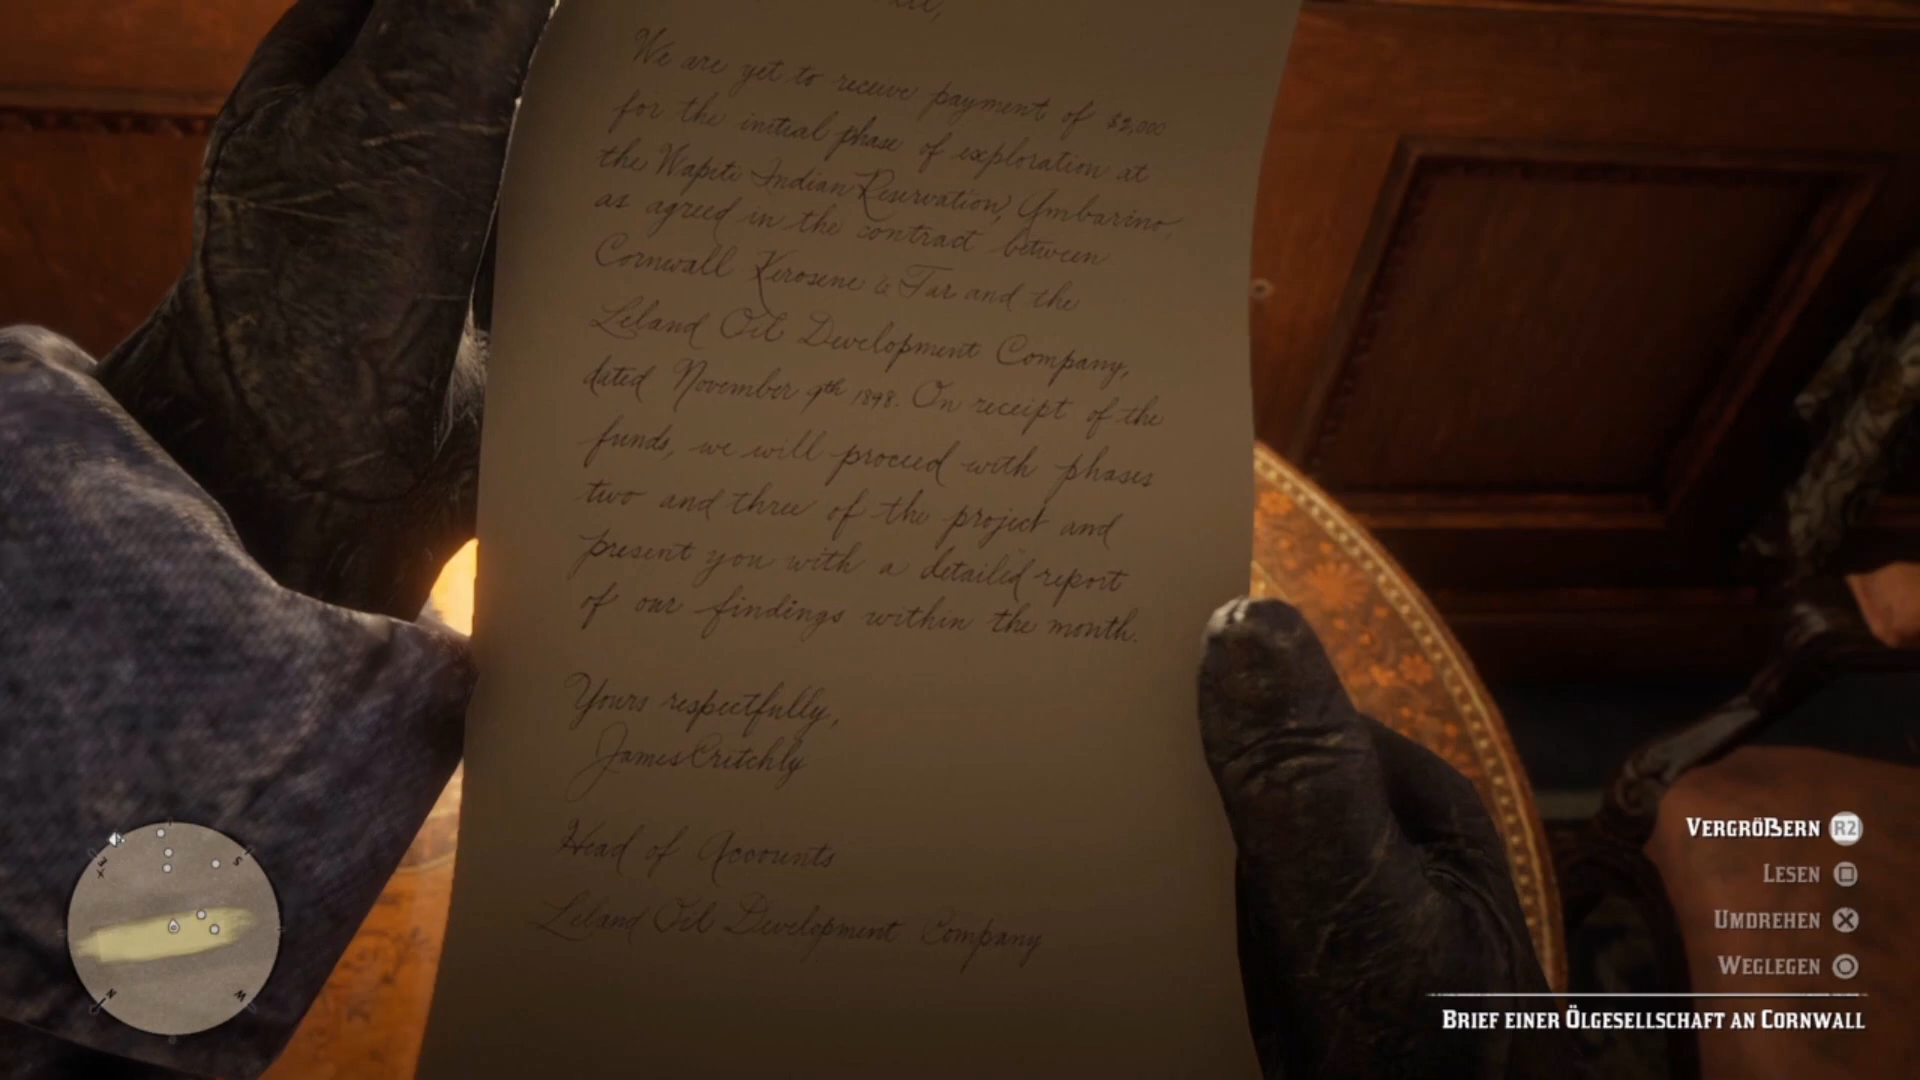 We are yet to receive payment of $2,000
for the initial phase of exploration at
the Wapiti Indian Reservation, Ambarino,
as agreed in the contract between
Cornwall Kerosene & Tar and the
Leland Oil Development Company,
dated November 9th 1898. On receipt of the
funds, we will proceed with phases
two and three of the project and
present you with a detailed report
of our findings within the month.
Yours respectfully,
James Critchly
Head of Accounts
Leland Oil Development Company
VERGRÖẞERN R2
LESEN
UMDREHEN
WEGLEGEN
BRIEF EINER ÖLGESELLSCHAFT AN CORNWALL
N
W
S